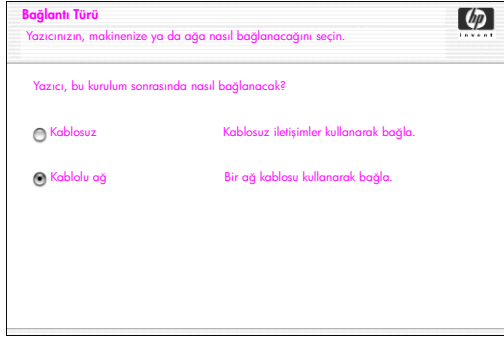 Bağlantı Türü
Yazıcınızın, makinenize ya da ağa nasıl bağlanacağını seçin.
hp
invent
Yazıcı, bu kurulum sonrasında nasıl bağlanacak?
Kablosuz Kablosuz iletişimler kullanarak bağla.
Kablolu ağ Bir ağ kablosu kullanarak bağla.